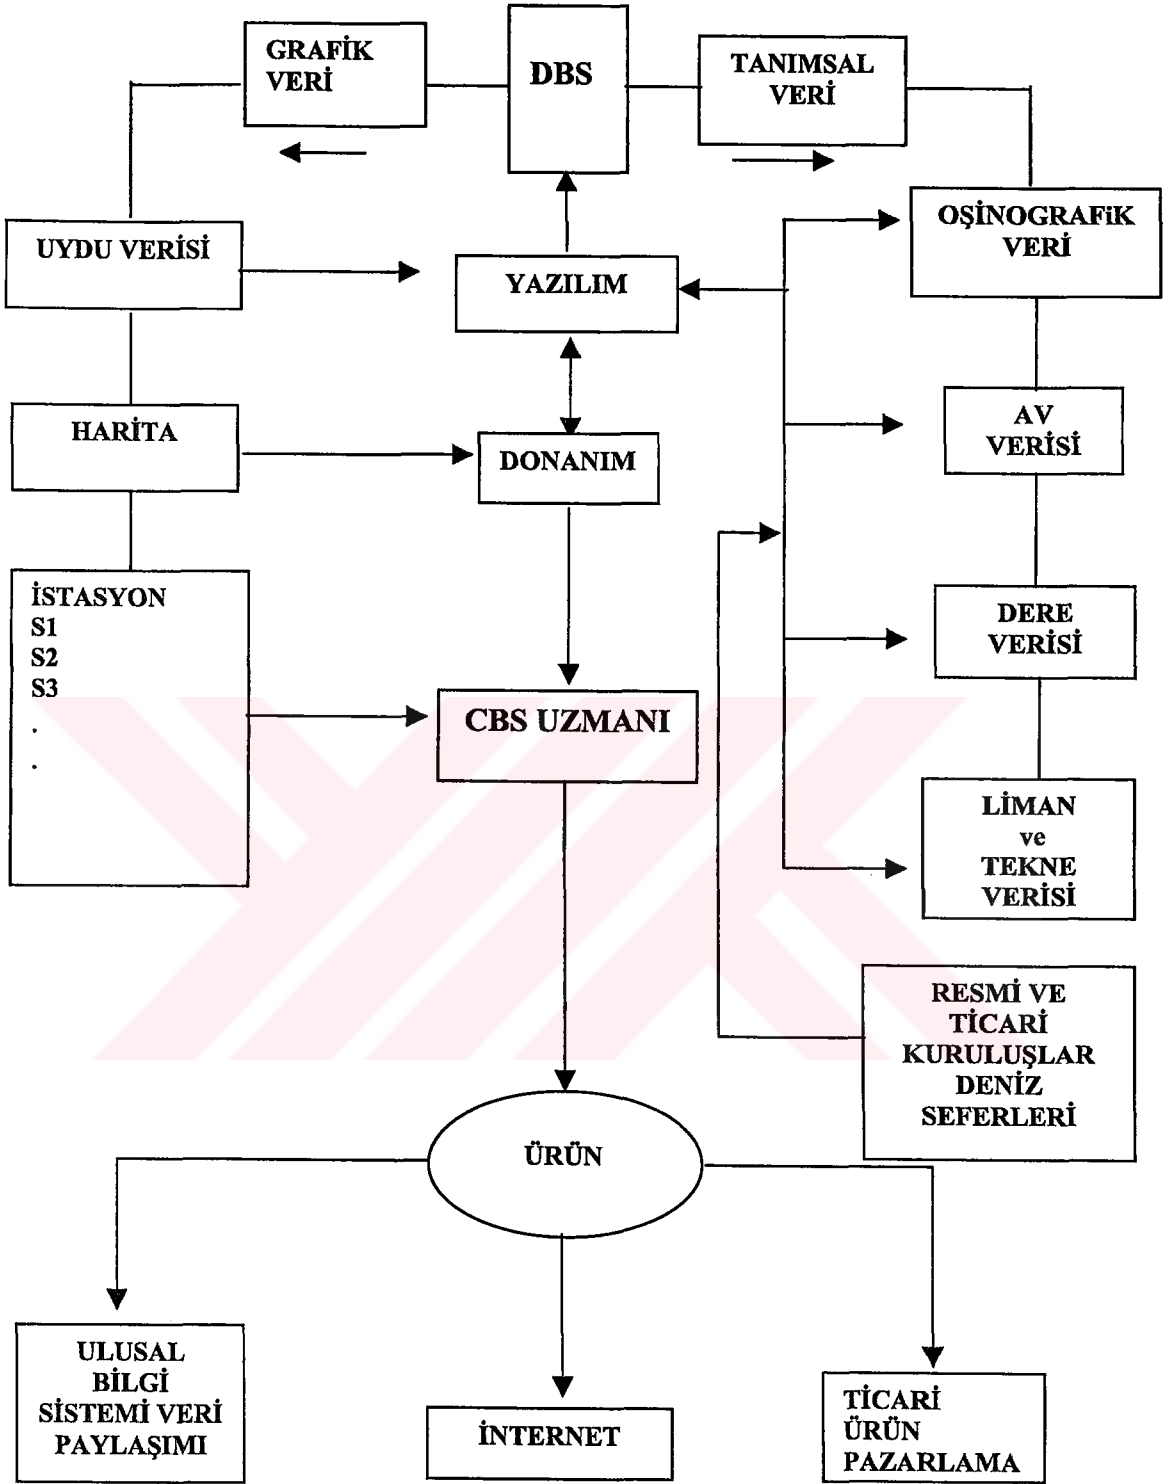 GRAFİK
VERİ
DBS
TANIMSAL
VERİ
UYDU VERİSİ
YAZILIM
OŞİNOGRAFiK
VERİ
HARİTA
DONANIM
AV
VERİSİ
İSTASYON
S1
S2
S3
.
.
CBS UZMANI
DERE
VERİSİ
LİMAN
ve
TEKNE
VERİSİ
RESMİ VE
TİCARİ
KURULUŞLAR
DENİZ
SEFERLERİ
ÜRÜN
ULUSAL
BİLGİ
SİSTEMİ VERİ
PAYLAŞIMI
İNTERNET
TİCARİ
ÜRÜN
PAZARLAMA